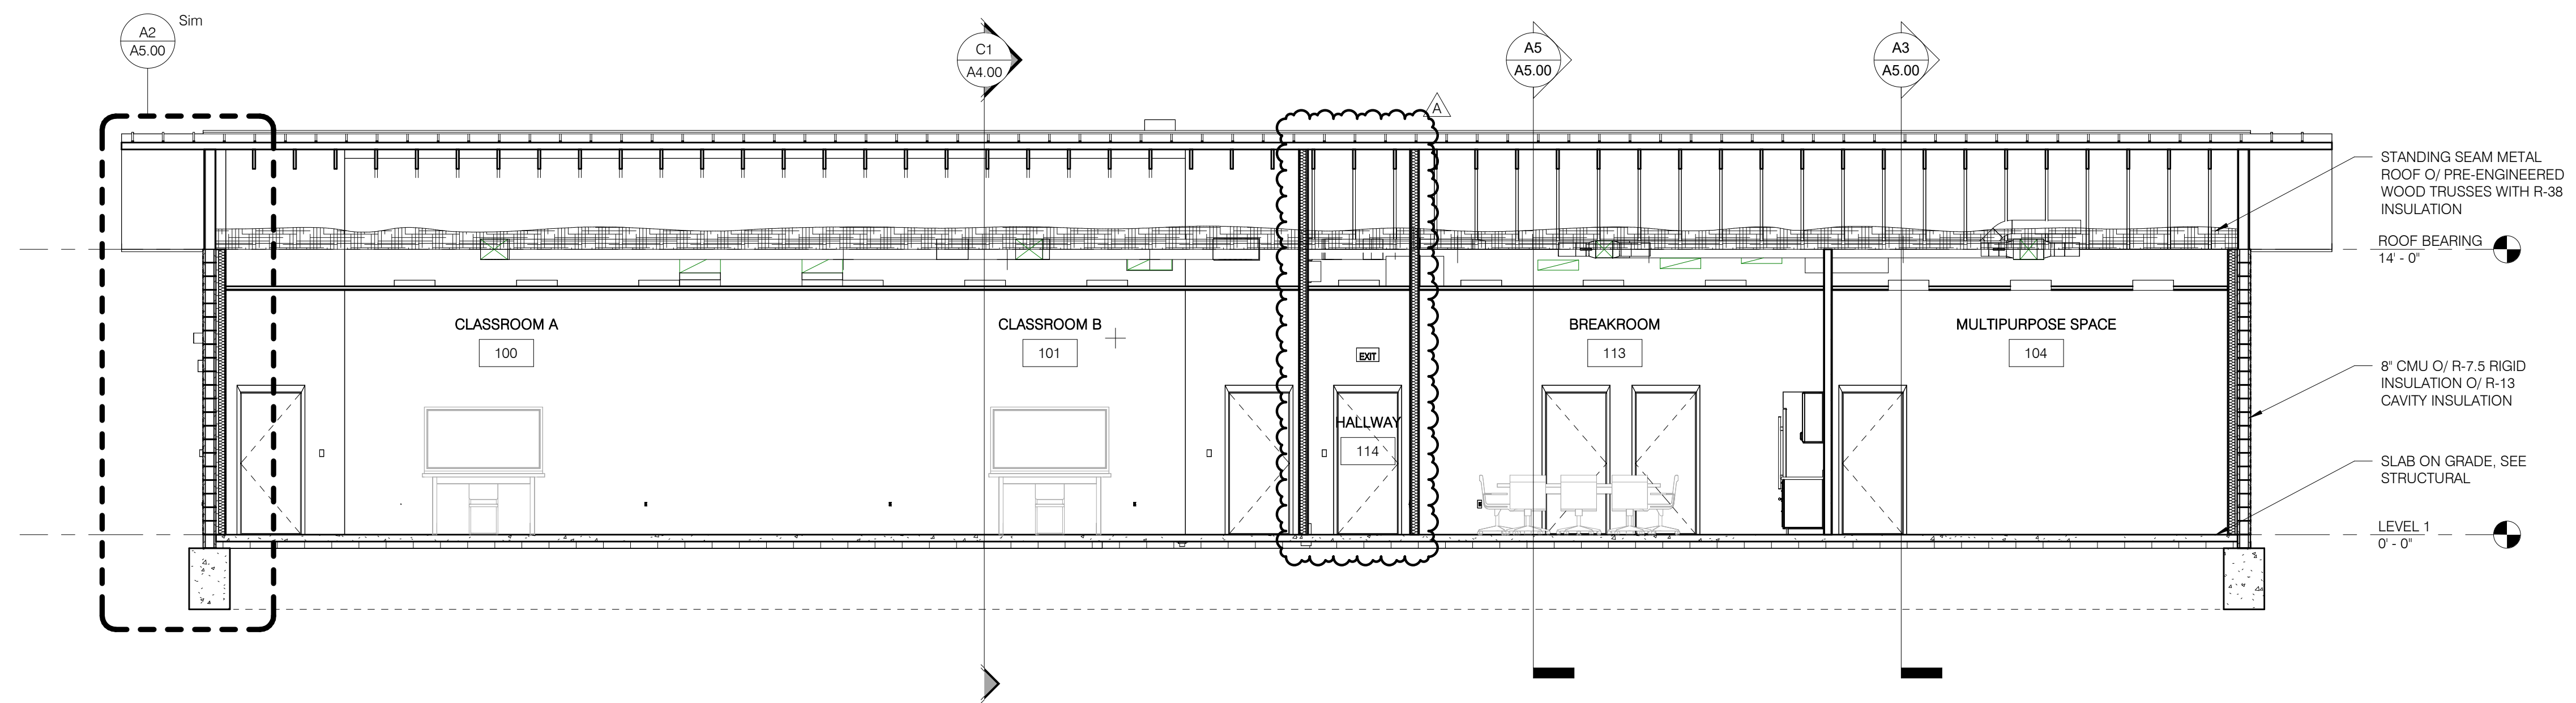 Sim
A2
A5.00
C1
A4.00
A5
A5.00
A3
A5.00
A
STANDING SEAM METAL
ROOF O/ PRE-ENGINEERED
WOOD TRUSSES WITH R-38
INSULATION
ROOF BEARING
14' - 0"
CLASSROOM A
100
CLASSROOM B
101
EXIT
HALLWAY
114
BREAKROOM
113
MULTIPURPOSE SPACE
104
8" CMU O/ R-7.5 RIGID
INSULATION O/ R-13
CAVITY INSULATION
SLAB ON GRADE, SEE
STRUCTURAL
LEVEL 1
0' - 0"